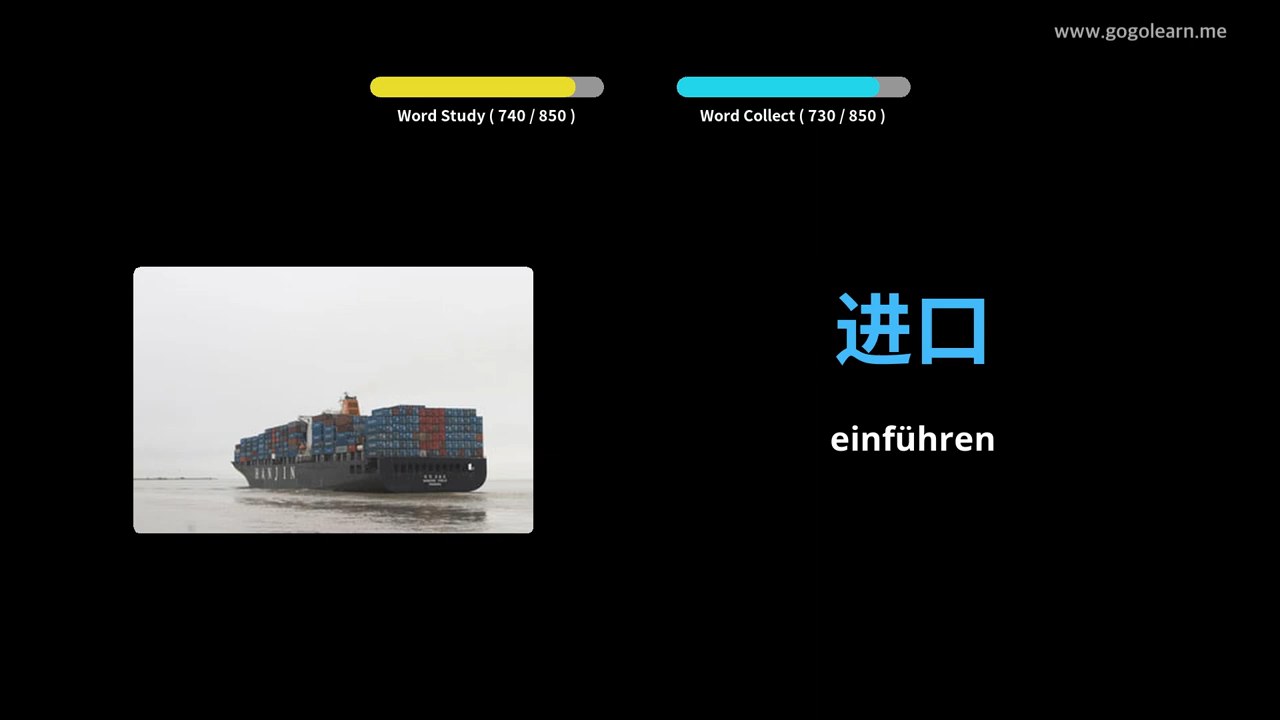 www.gogolearn.me
Word Study ( 740 / 850 )
Word Collect ( 730 / 850 )
进口
einführen
HANJIN